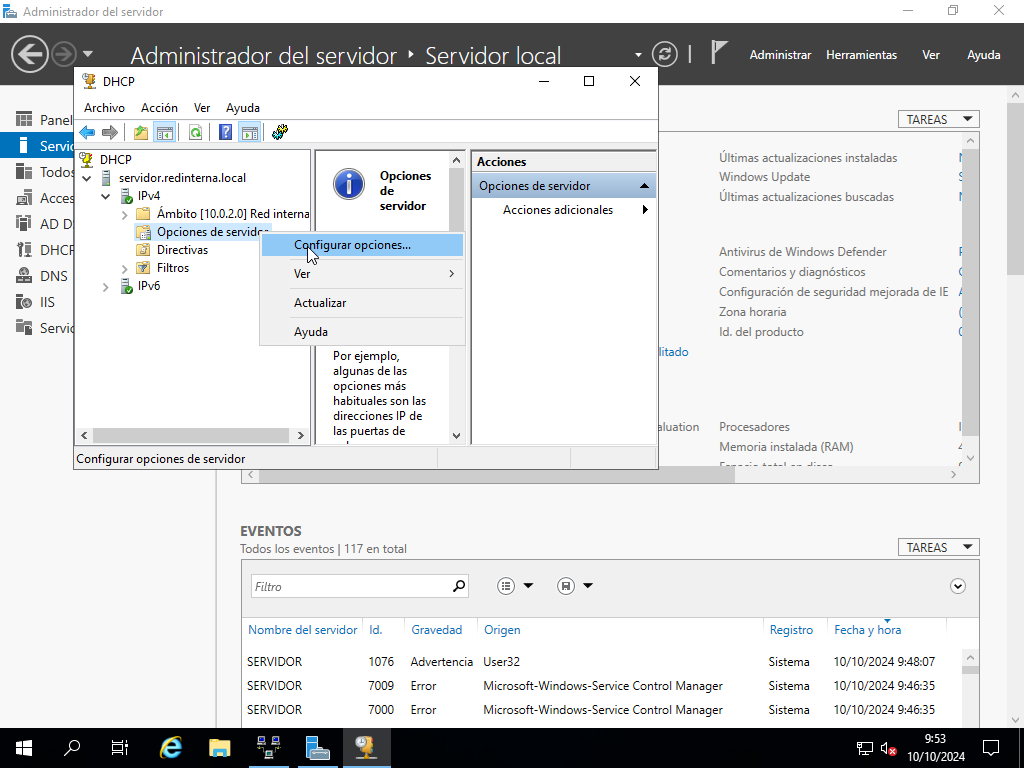 Administrador del servidor
Administrador del servidor • Servidor local
Administrar Herramientas Ver Ayuda
DHCP
Archivo Acción Ver Ayuda
DHCP
servidor.redinterna.local
IPv4
Ámbito [10.0.2.0] Red interna
Opciones de servidor
Directivas
Filtros
IPv6
Opciones de servidor
Configurar opciones...
Ver
Actualizar
Ayuda
Por ejemplo,
algunas de las
opciones más
habituales son las
direcciones IP de
las puertas de
Acciones
Opciones de servidor
Acciones adicionales
Configurar opciones de servidor
Panel
Servi
Todos
Acces
AD D
DHCP
DNS
IIS
Servic
TAREAS
Últimas actualizaciones instaladas
Windows Update
Últimas actualizaciones buscadas
Antivirus de Windows Defender
Comentarios y diagnósticos
Configuración de seguridad mejorada de IE
Zona horaria
Id. del producto
litado
aluation
Procesadores
Memoria instalada (RAM)
Espacio total en disco
EVENTOS
Todos los eventos | 117 en total
TAREAS
Filtro
Nombre del servidor Id. Gravedad Origen Registro Fecha y hora
SERVIDOR 1076 Advertencia User32 Sistema 10/10/2024 9:48:07
SERVIDOR 7009 Error Microsoft-Windows-Service Control Manager Sistema 10/10/2024 9:46:35
SERVIDOR 7000 Error Microsoft-Windows-Service Control Manager Sistema 10/10/2024 9:46:35
9:53
10/10/2024